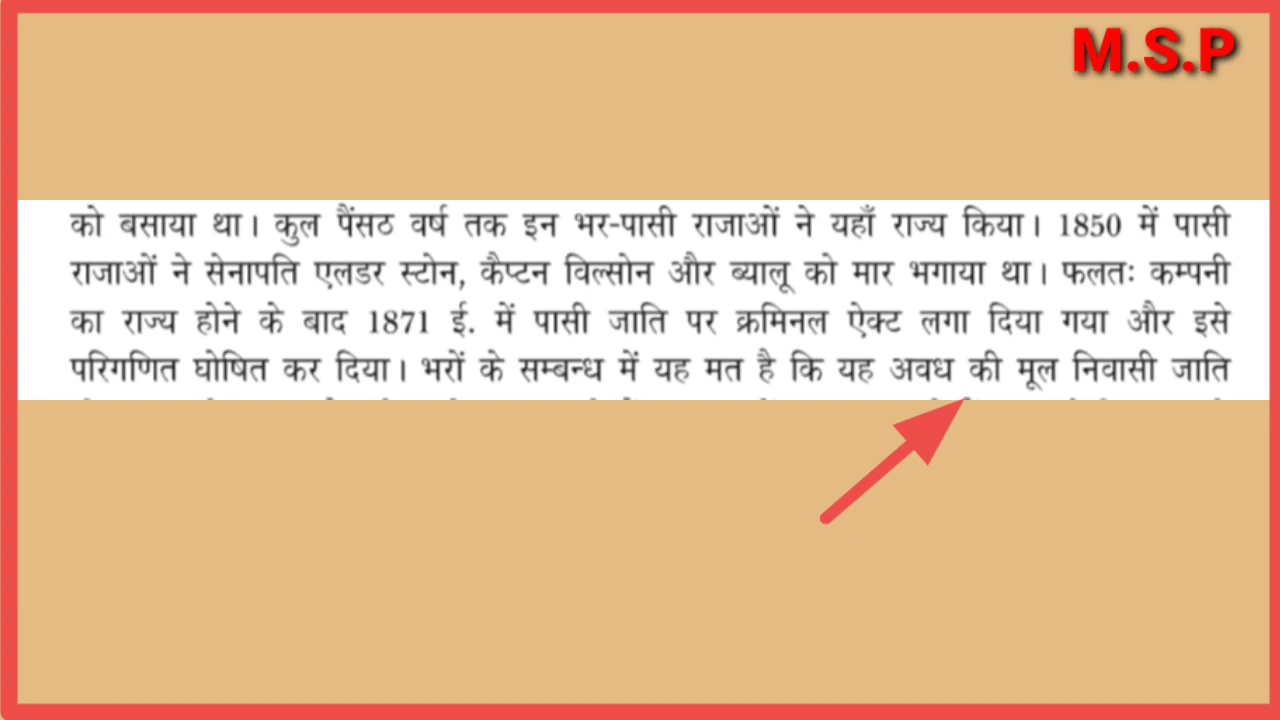 M.S.P
को बसाया था। कुल पैंसठ वर्ष तक इन भर-पासी राजाओं ने यहाँ राज्य किया। 1850 में पासी
राजाओं ने सेनापति एलडर स्टोन, कैप्टन विल्सोन और ब्यालू को मार भगाया था। फलतः कम्पनी
का राज्य होने के बाद 1871 ई. में पासी जाति पर क्रमिनल ऐक्ट लगा दिया गया और इसे
परिगणित घोषित कर दिया। भरों के सम्बन्ध में यह मत है कि यह अवध की मूल निवासी जाति